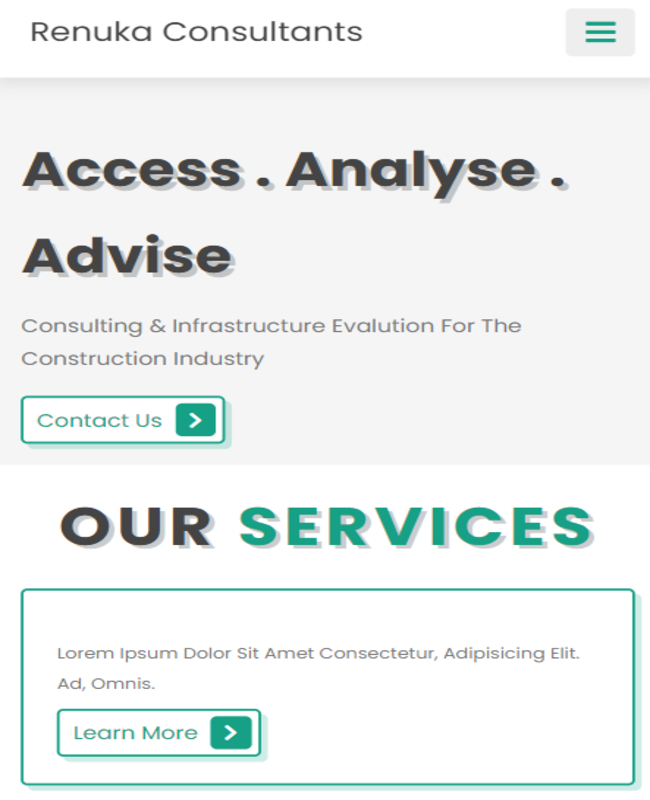 Renuka Consultants
Access . Analyse .
Advise
Consulting & Infrastructure Evalution For The
Construction Industry
Contact Us
OUR SERVICES
Lorem Ipsum Dolor Sit Amet Consectetur, Adipisicing Elit.
Ad, Omnis.
Learn More